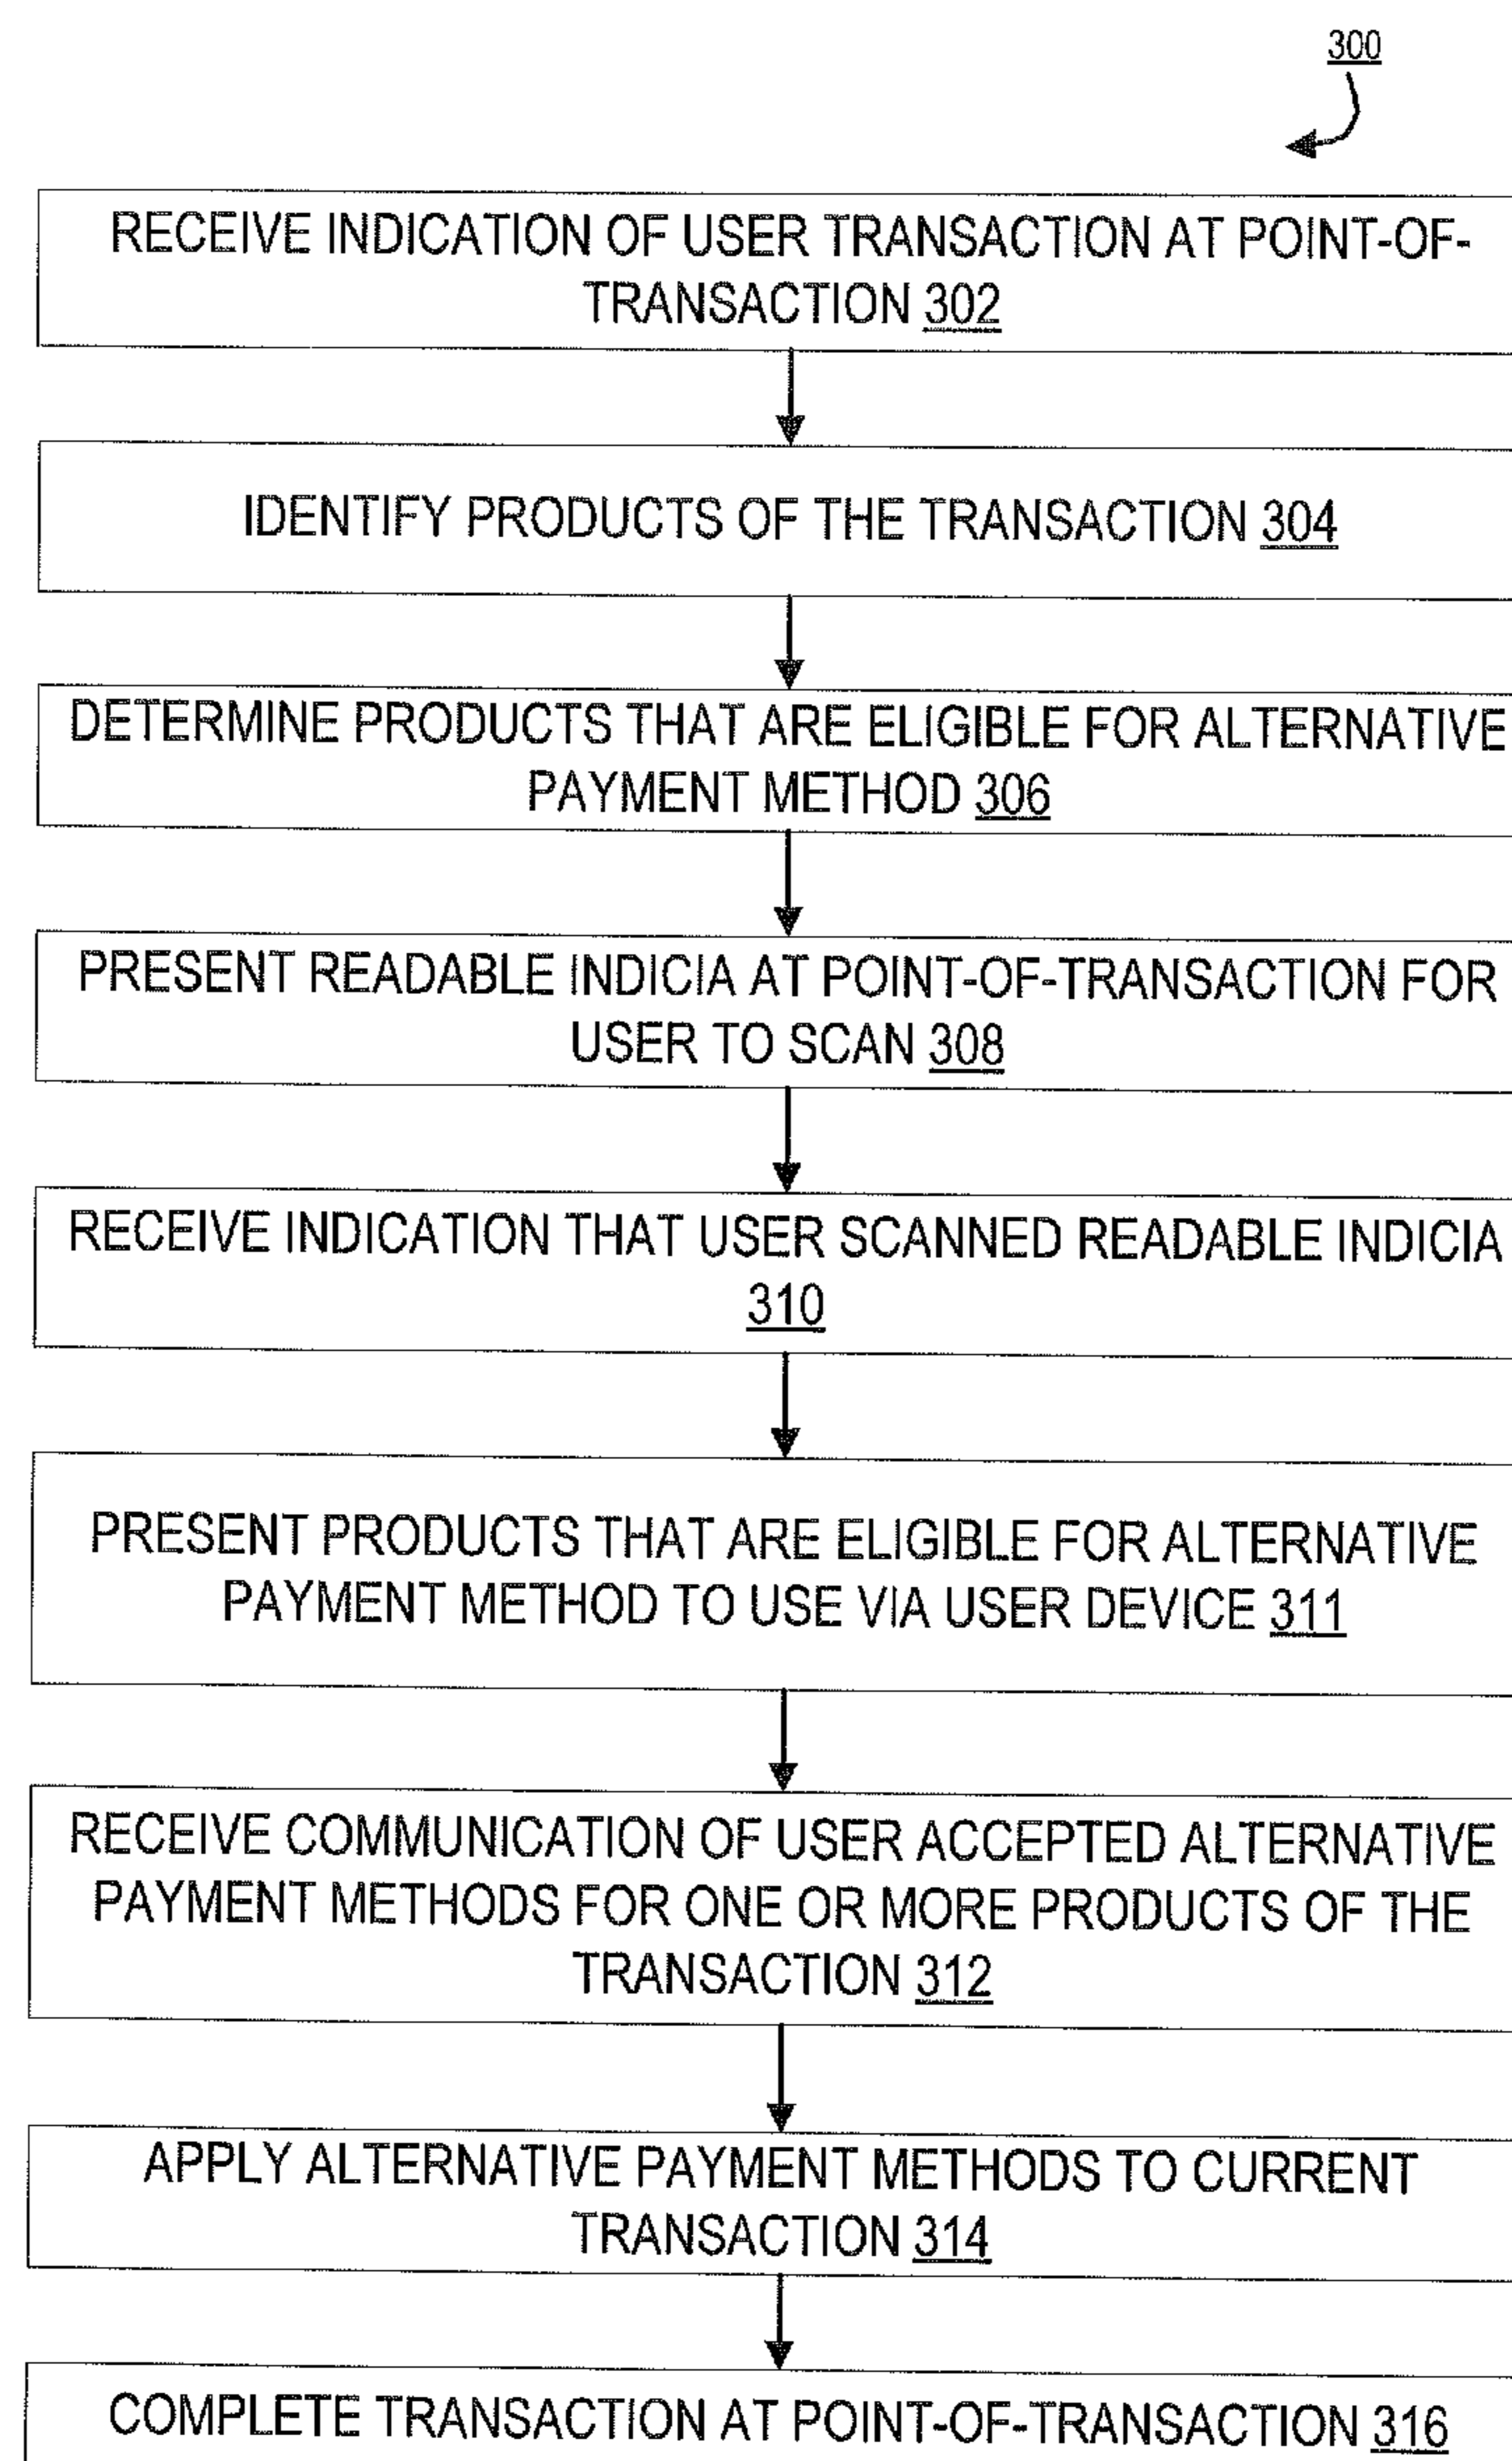 300
RECEIVE INDICATION OF USER TRANSACTION AT POINT-OF-
TRANSACTION 302
IDENTIFY PRODUCTS OF THE TRANSACTION 304
DETERMINE PRODUCTS THAT ARE ELIGIBLE FOR ALTERNATIVE
PAYMENT METHOD 306
PRESENT READABLE INDICIA AT POINT-OF-TRANSACTION FOR
USER TO SCAN 308
RECEIVE INDICATION THAT USER SCANNED READABLE INDICIA
310
PRESENT PRODUCTS THAT ARE ELIGIBLE FOR ALTERNATIVE
PAYMENT METHOD TO USE VIA USER DEVICE 311
RECEIVE COMMUNICATION OF USER ACCEPTED ALTERNATIVE
PAYMENT METHODS FOR ONE OR MORE PRODUCTS OF THE
TRANSACTION 312
APPLY ALTERNATIVE PAYMENT METHODS TO CURRENT
TRANSACTION 314
COMPLETE TRANSACTION AT POINT-OF-TRANSACTION 316